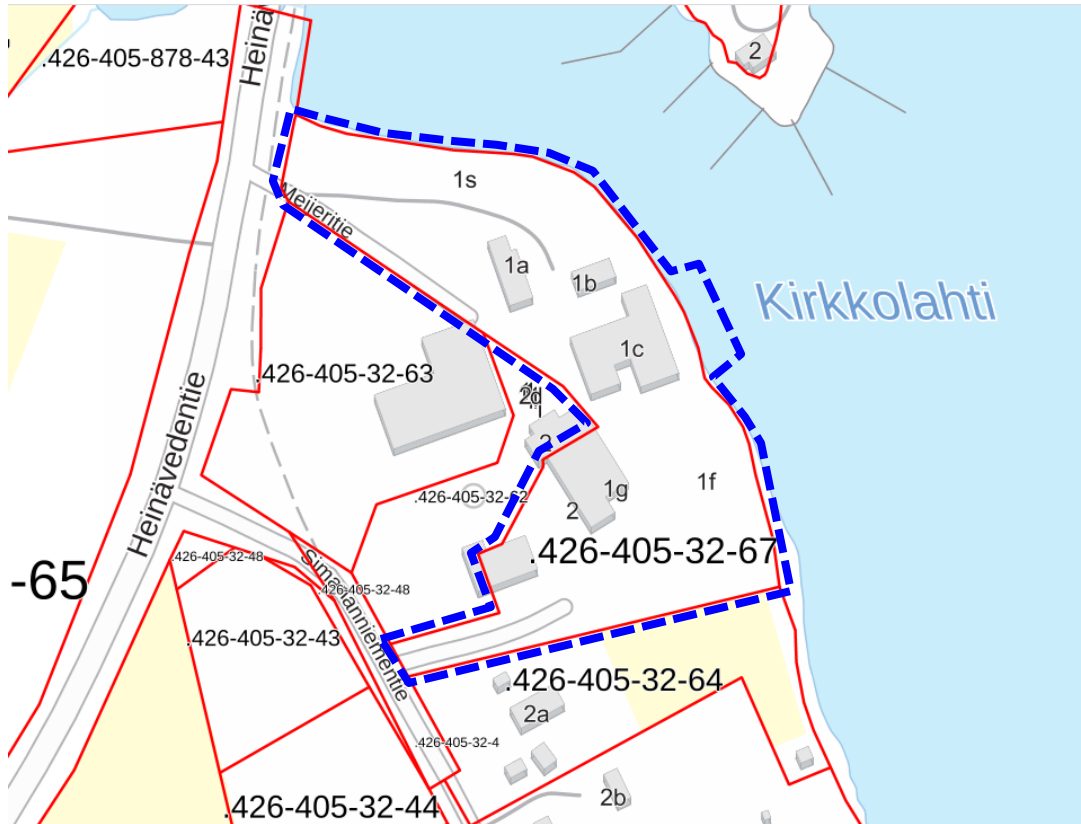 Heinä
.426-405-878-43
2
1s
Meijeritie
1a
1b
Kirkkolahti
1c
.426-405-32-63
2d
2
Heinävedentie
.426-405-32-62
1g
1f
2
.426-405-32-67
.426-405-32-48
-65
Simananniementie
.426-405-32-48
.426-405-32-43
.426-405-32-64
2a
.426-405-32-4
2b
.426-405-32-44